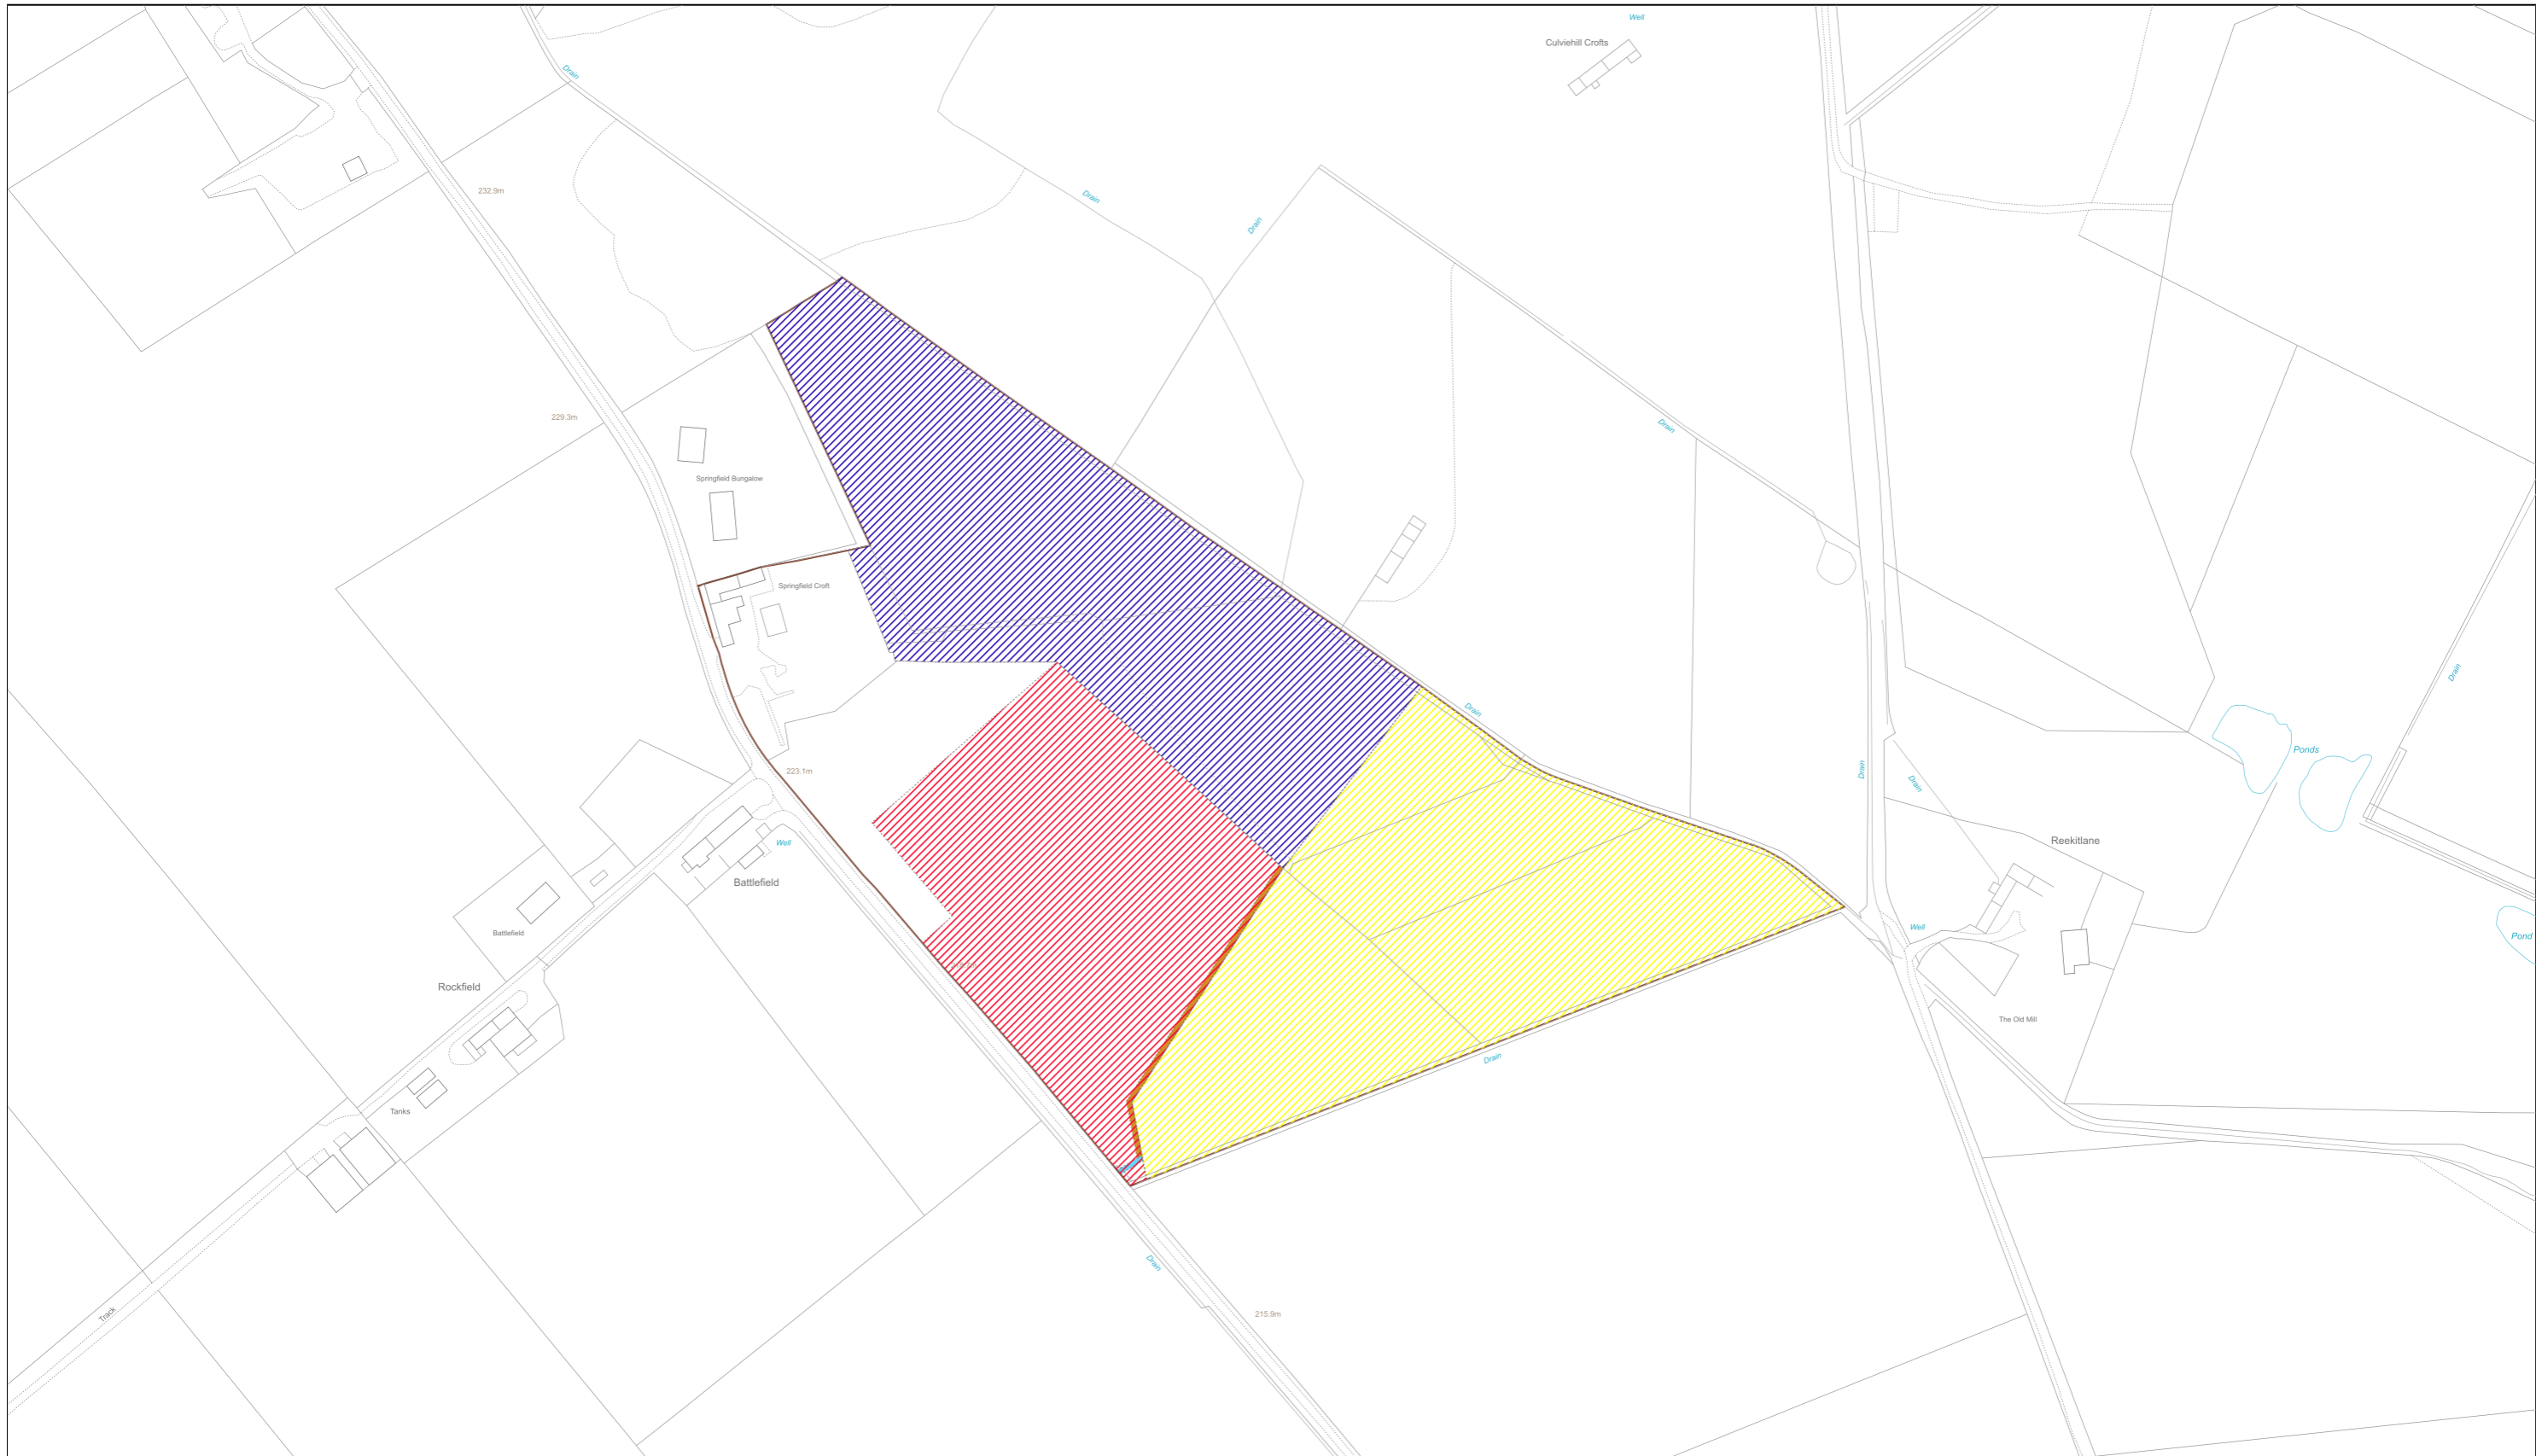 Well
Culviehill Crofts
Drain
232.9m
Drain
Drain
229.3m
Drain
Springfield Bungalow
Springfield Croft
Drain
Drain
Ponds
223.1m
Drain
Drain
Well
Reekitlane
Battlefield
Well
Battlefield
Pond
Rockfield
The Old Mill
Drain
Tanks
Drain
215.9m
Track